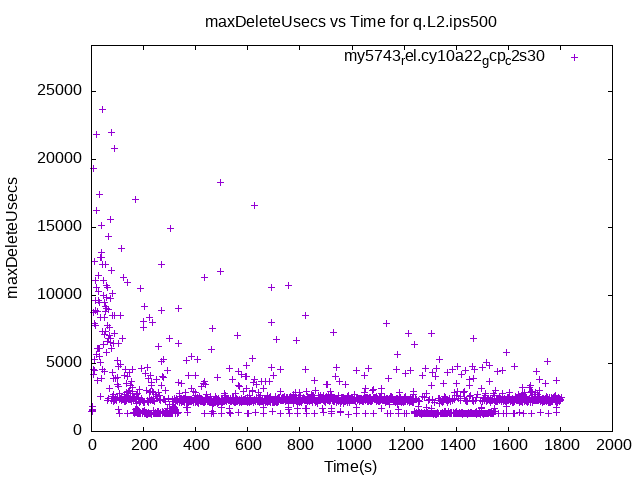 maxDeleteUsecs vs Time for q.L2.ips500
my5743rel.cy10a22gcpc2s30
25000
20000
15000
10000
5000
0
maxDeleteUsecs
0 200 400 600 800 1000 1200 1400 1600 1800 2000
Time(s)